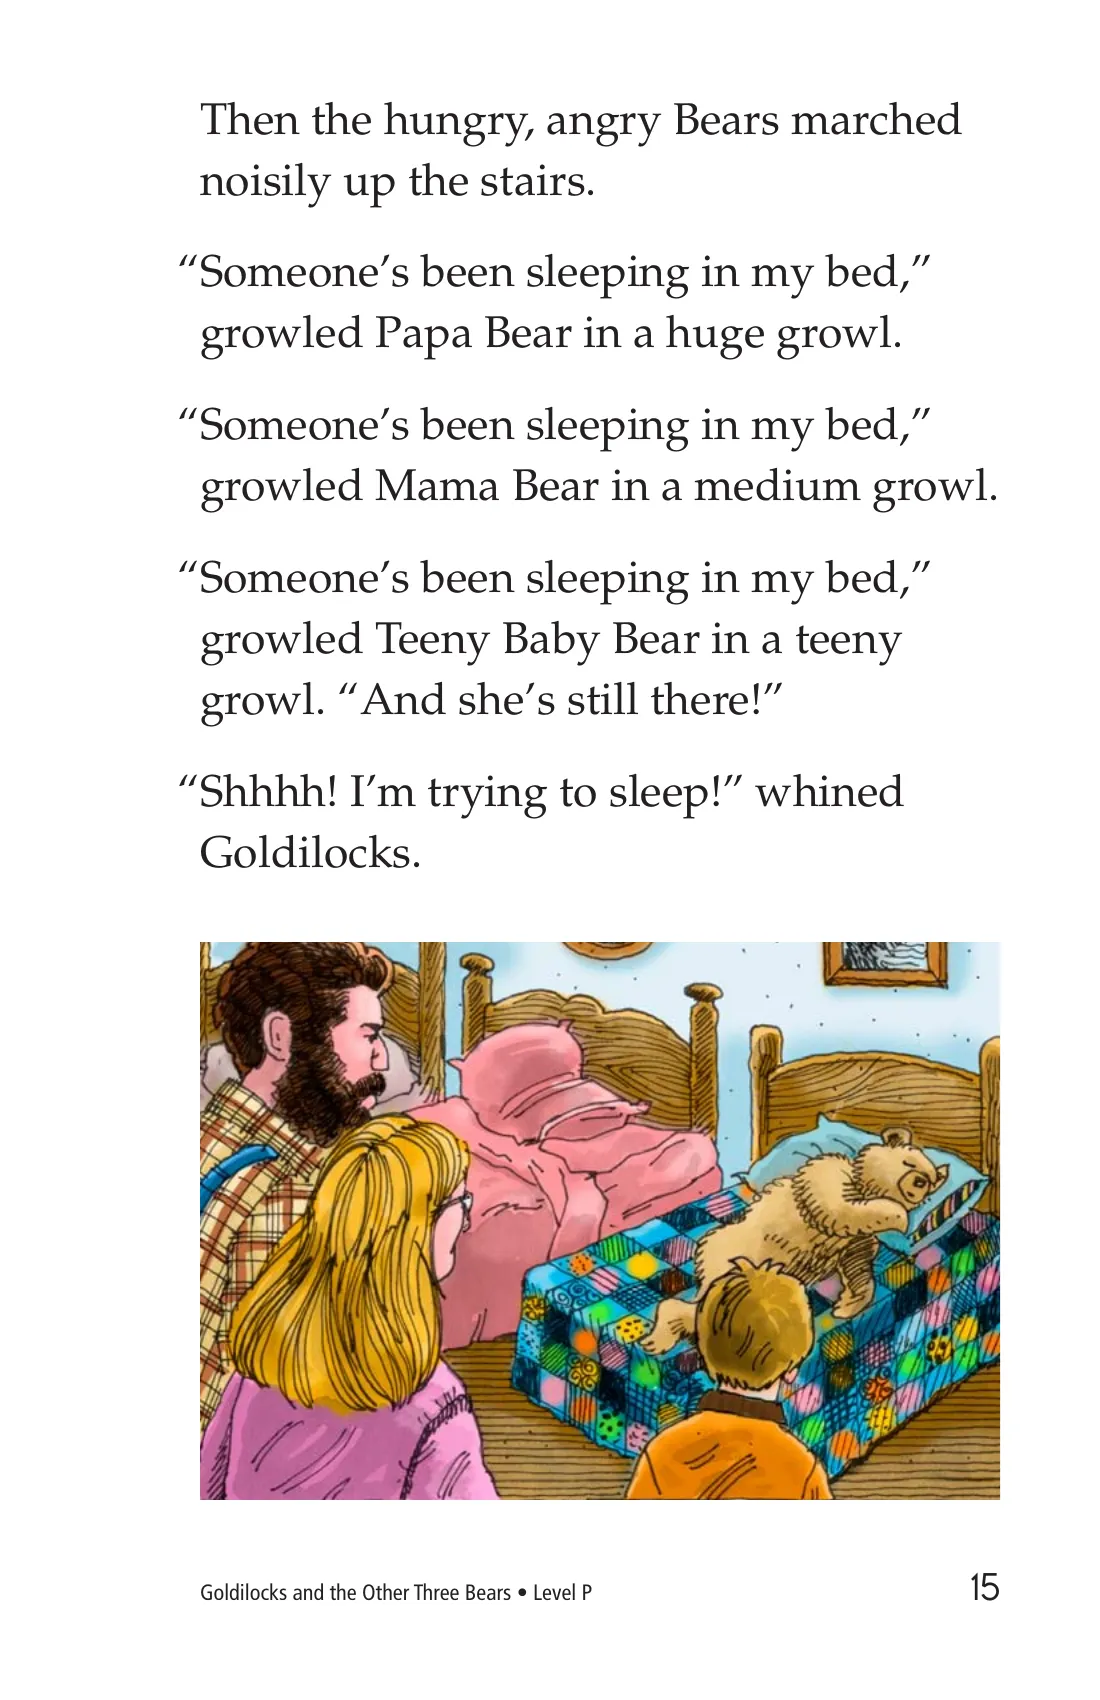 Then the hungry, angry Bears marched
noisily up the stairs.
“Someone’s been sleeping in my bed,”
growled Papa Bear in a huge growl.
“Someone’s been sleeping in my bed,”
growled Mama Bear in a medium growl.
“Someone’s been sleeping in my bed,”
growled Teeny Baby Bear in a teeny
growl. “And she’s still there!”
“Shhhh! I’m trying to sleep!” whined
Goldilocks.
Goldilocks and the Other Three Bears • Level P 15